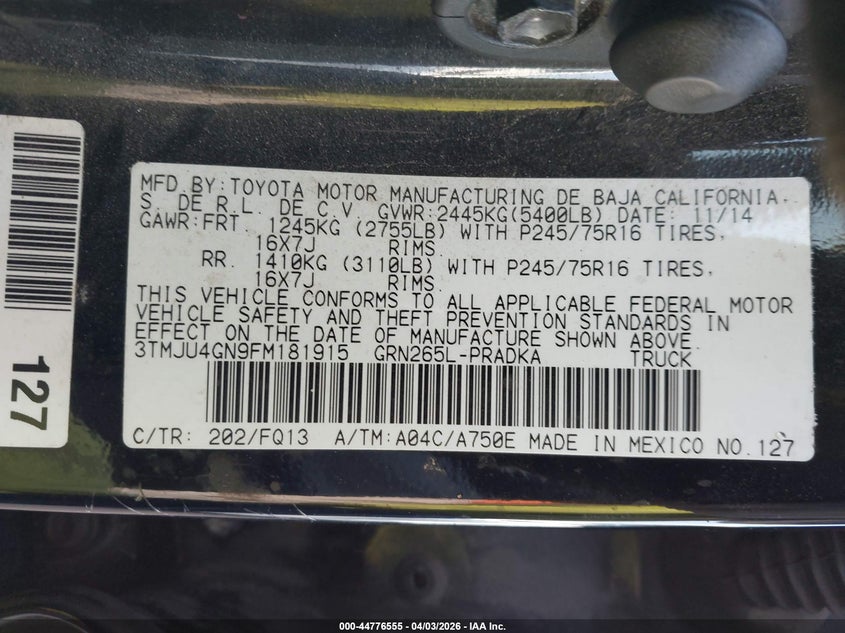 MFD.BY:TOYOTA MOTOR MANUFACTURING DE BAJA CALIFORNIA,
S. DE R.L. DE C.V GVWR:2445KG(5400LB) DATE: 11/14
GAWR:FRT. 1245KG (2755LB) WITH P245/75R16 TIRES,
16X7J RIMS
RR. 1410KG (3110LB) WITH P245/75R16 TIRES,
16X7J RIMS
THIS VEHICLE CONFORMS TO ALL APPLICABLE FEDERAL MOTOR
VEHICLE SAFETY AND THEFT PREVENTION STANDARDS IN
EFFECT ON THE DATE OF MANUFACTURE SHOWN ABOVE.
3TMJU4GN9FM181915 GRN265L-PRADKA TRUCK
C/TR: 202/FQ13 A/TM:A04C/A750E MADE IN MEXICO NO.127
127
000-44776555 - 04/03/2026 - IAA Inc.